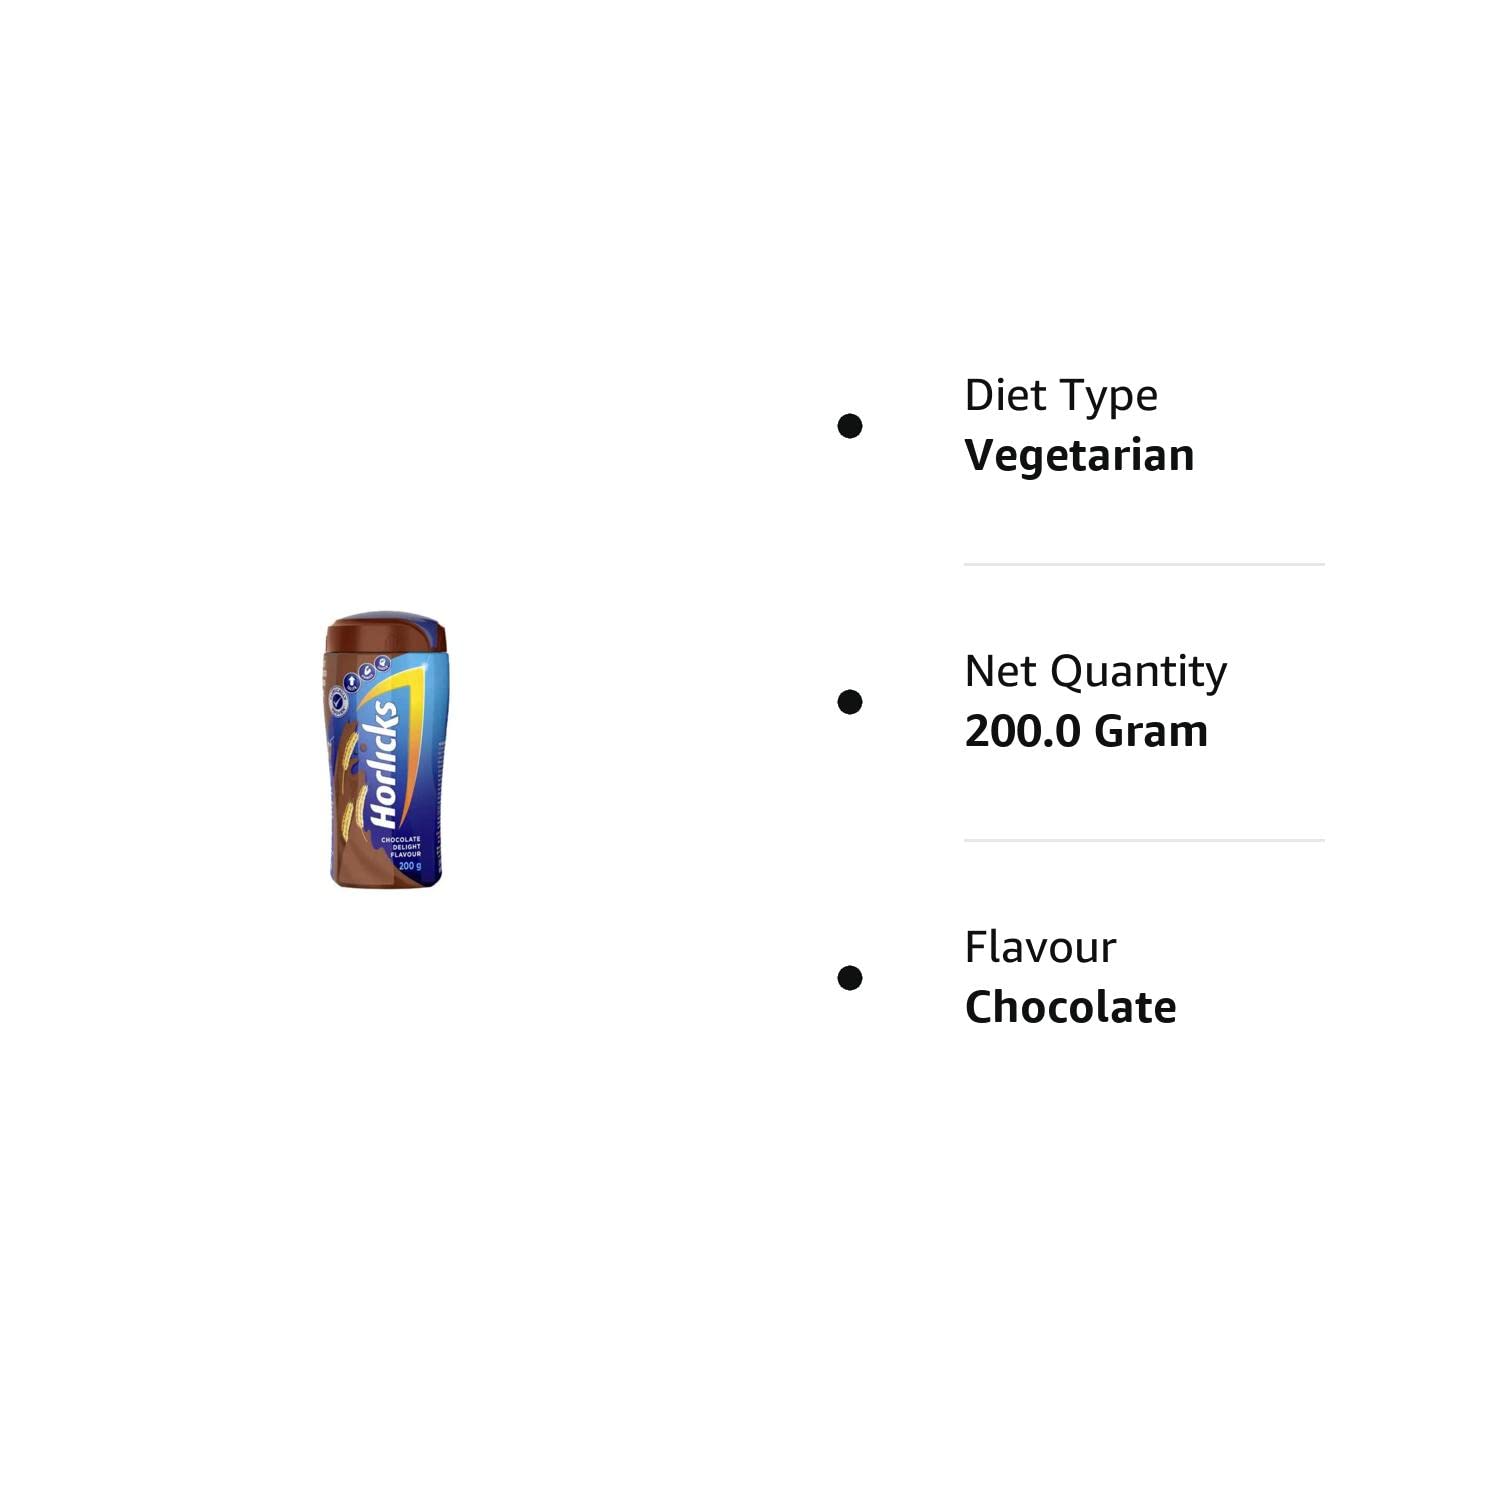 Horlicks
CHOCOLATE
DELIGHT
FLAVOUR
200 g
Diet Type
Vegetarian
Net Quantity
200.0 Gram
Flavour
Chocolate